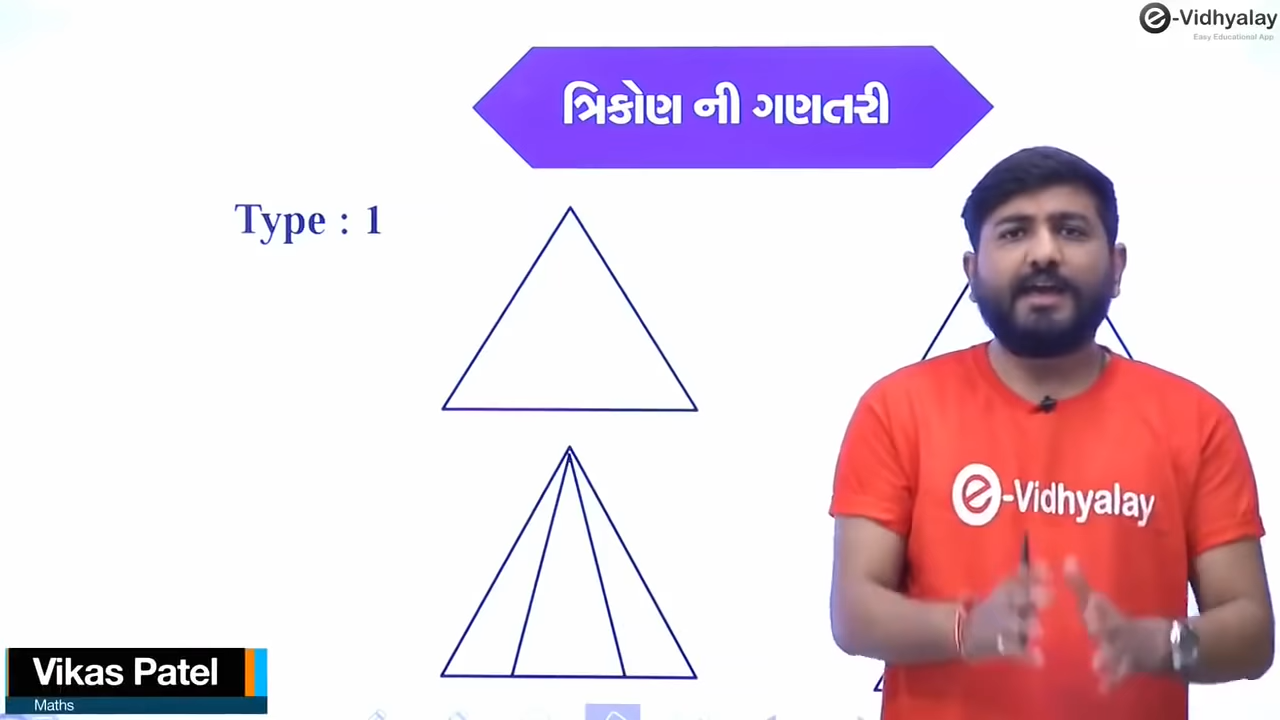 e-Vidhyalay
Easy Educational App
ત્રિકોણ ની ગણતરી
Type : 1
e-Vidhyalay
Vikas Patel
Maths